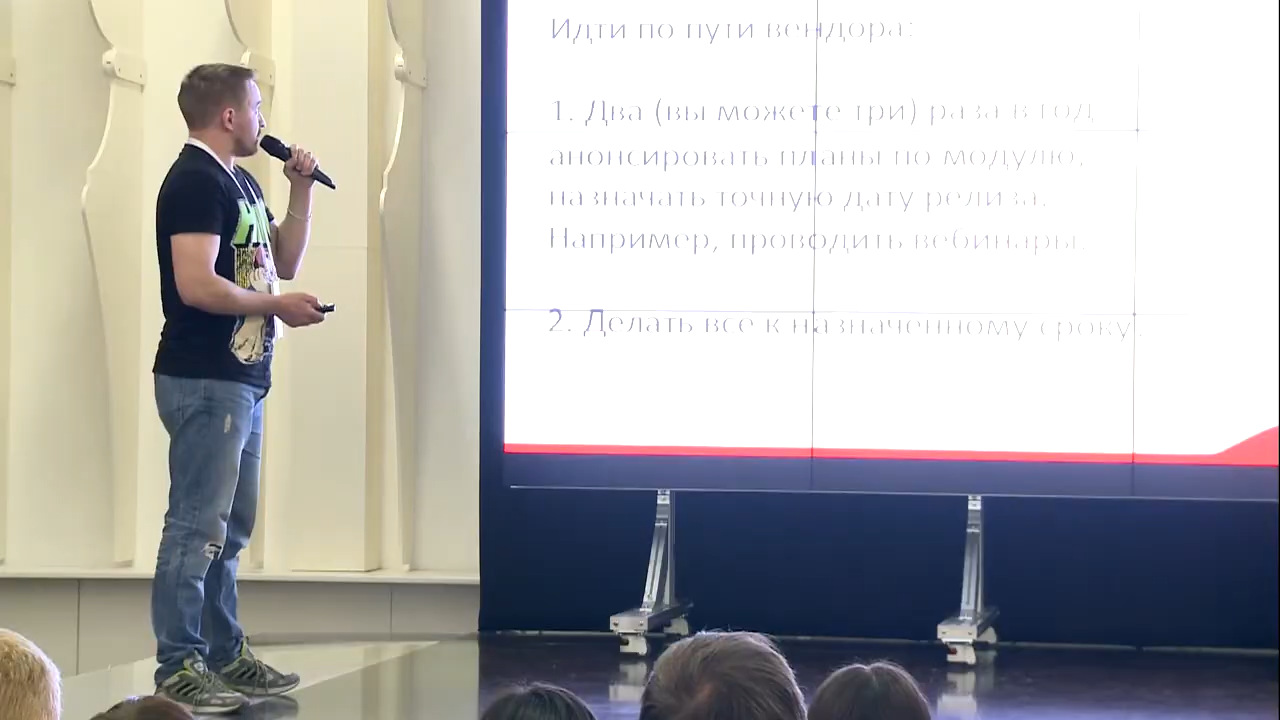 Идти по пути вендора:
1. Два (вы можете три) раза в год
анонсировать планы по модулю,
назначать точную дату релиза.
Например, проводить вебинары.
2. Делать все к назначенному сроку.